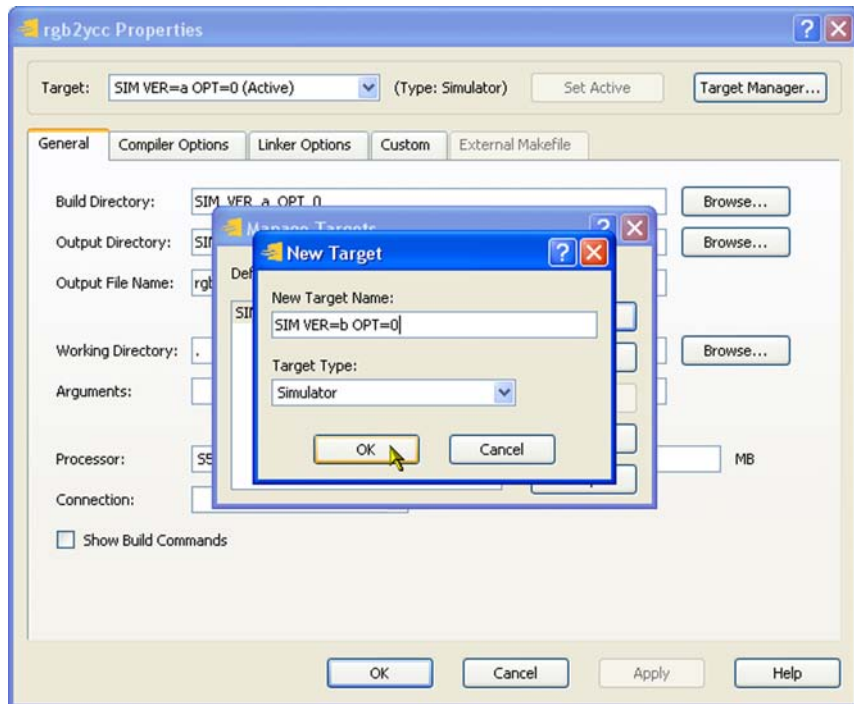 rgb2ycc Properties
Target: SIM VER=a OPT=0 (Active) (Type: Simulator) Set Active Target Manager...
General Compiler Options Linker Options Custom External Makefile
Build Directory: SIM_VER_a_OPT_0 Browse...
Manage Targets
Output Directory: Browse...
New Target
Output File Name:
New Target Name:
SIM VER=b OPT=0
Working Directory: . Browse...
Target Type:
Simulator
Arguments:
OK Cancel
Processor: MB
Connection:
Show Build Commands
OK Cancel Apply Help